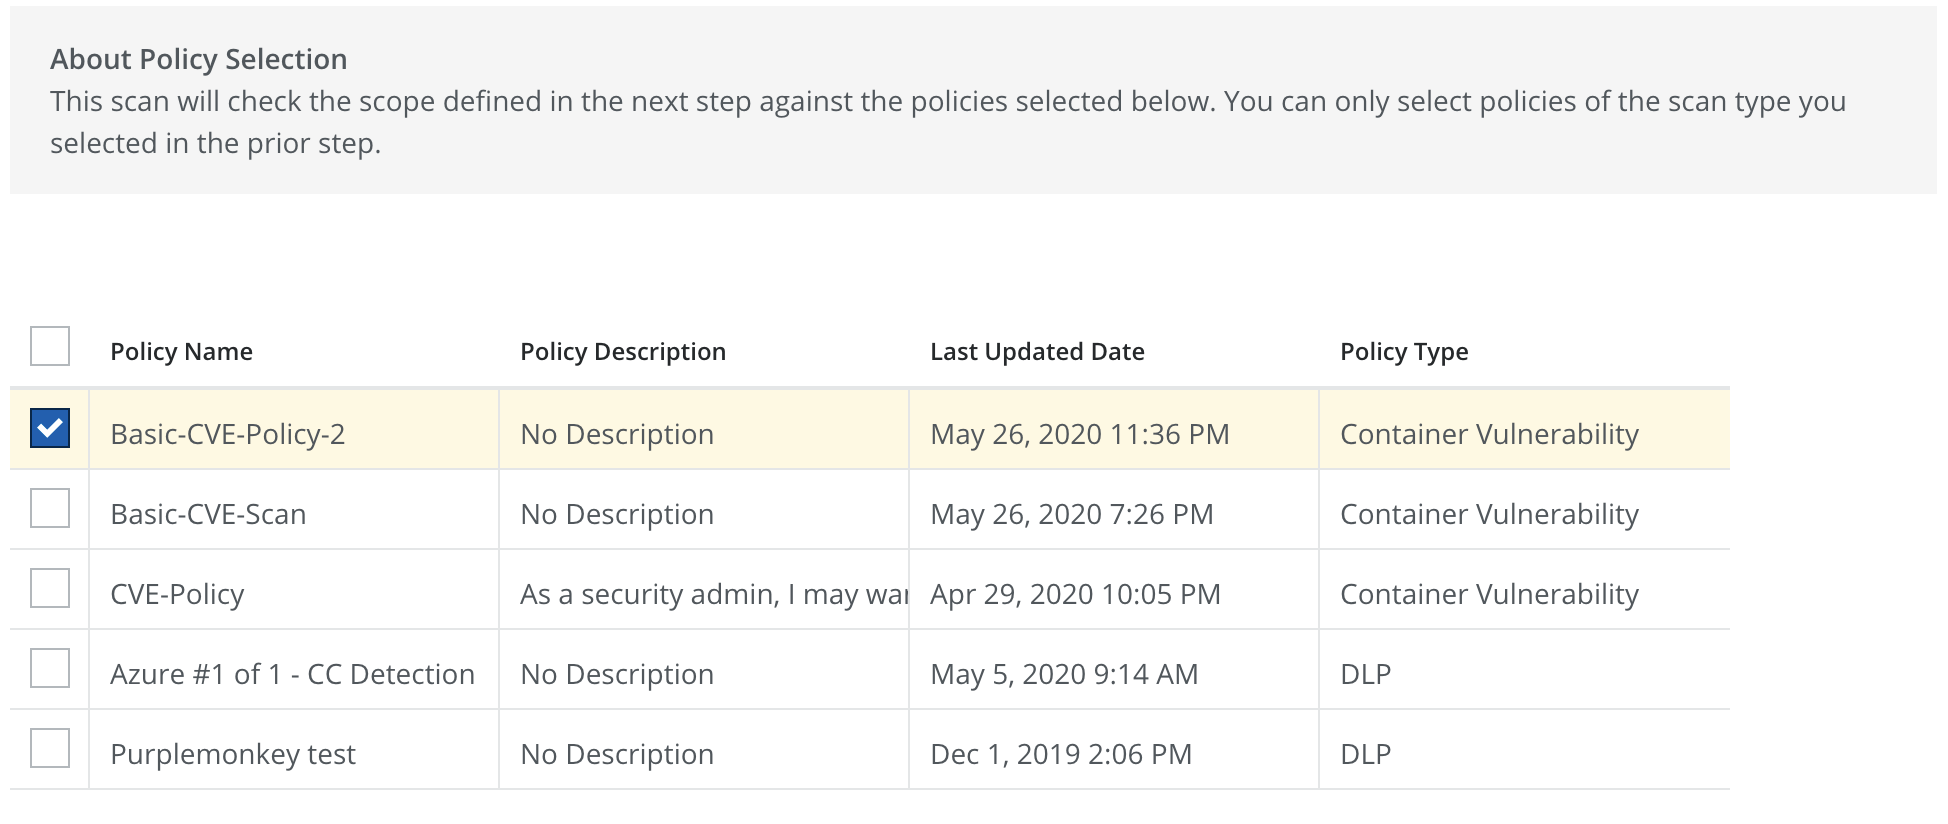 About Policy Selection
This scan will check the scope defined in the next step against the policies selected below. You can only select policies of the scan type you
selected in the prior step.
Policy Name Policy Description Last Updated Date Policy Type
Basic-CVE-Policy-2 No Description May 26, 2020 11:36 PM Container Vulnerability
Basic-CVE-Scan No Description May 26, 2020 7:26 PM Container Vulnerability
CVE-Policy As a security admin, I may Apr 29, 2020 10:05 PM Container Vulnerability
Azure #1 of 1 - CC Detection No Description May 5, 2020 9:14 AM DLP
Purplemonkey test No Description Dec 1, 2019 2:06 PM DLP